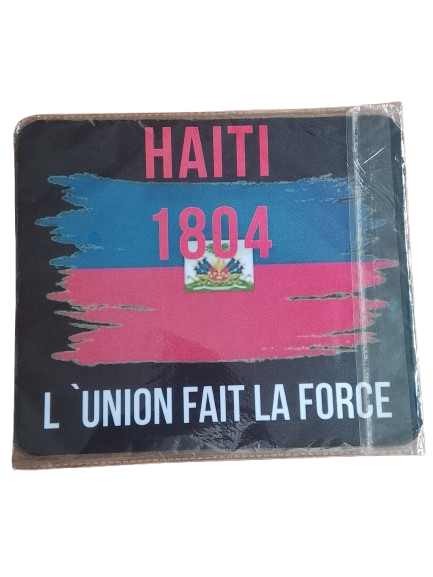 HAITI
1804
L `UNION FAIT LA FORCE